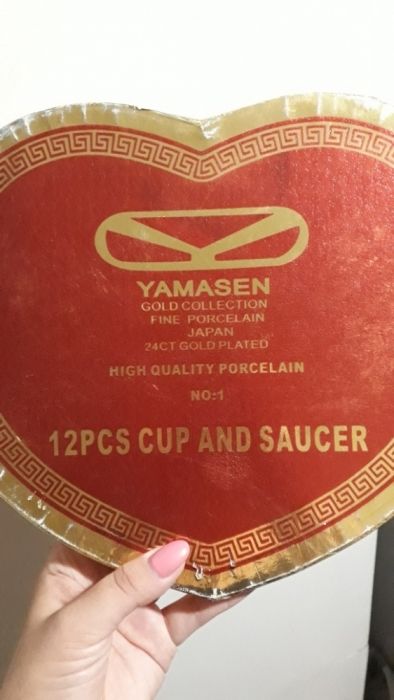 YAMASEN
GOLD COLLECTION
FINE PORCELAIN
JAPAN
24CT GOLD PLATED
HIGH QUALITY PORCELAIN
NO:1
12PCS CUP AND SAUCER